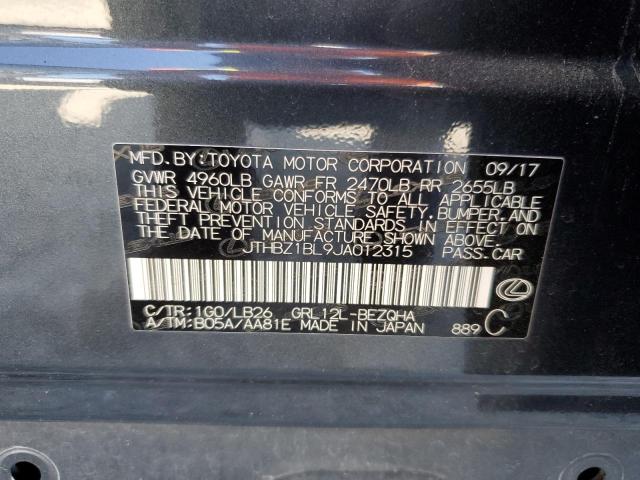 MFD. BY: TOYOTA MOTOR CORPORATION 09/17
GVWR 4960LB GAWR FR 2470LB RR 2655LB
THIS VEHICLE CONFORMS TO ALL APPLICABLE
FEDERAL MOTOR VEHICLE SAFETY, BUMPER, AND
THEFT PREVENTION STANDARDS IN EFFECT ON
THE DATE OF MANUFACTURE SHOWN ABOVE.
JTHBZ1BL9JA012315 PASS.CAR
C/TR:1G0/LB26 GRL12L-BEZQHA
A/TM:B05A/AA81E MADE IN JAPAN 889 C